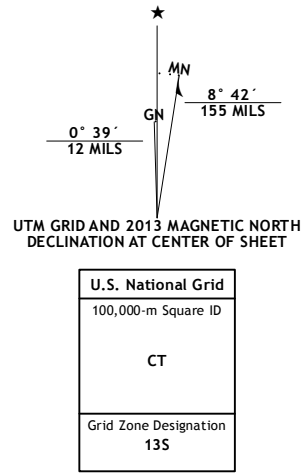 ★
MN
8° 42´
155 MILS
GN
0° 39´
12 MILS
UTM GRID AND 2013 MAGNETIC NORTH
DECLINATION AT CENTER OF SHEET
U.S. National Grid
100,000-m Square ID
CT
Grid Zone Designation
13S